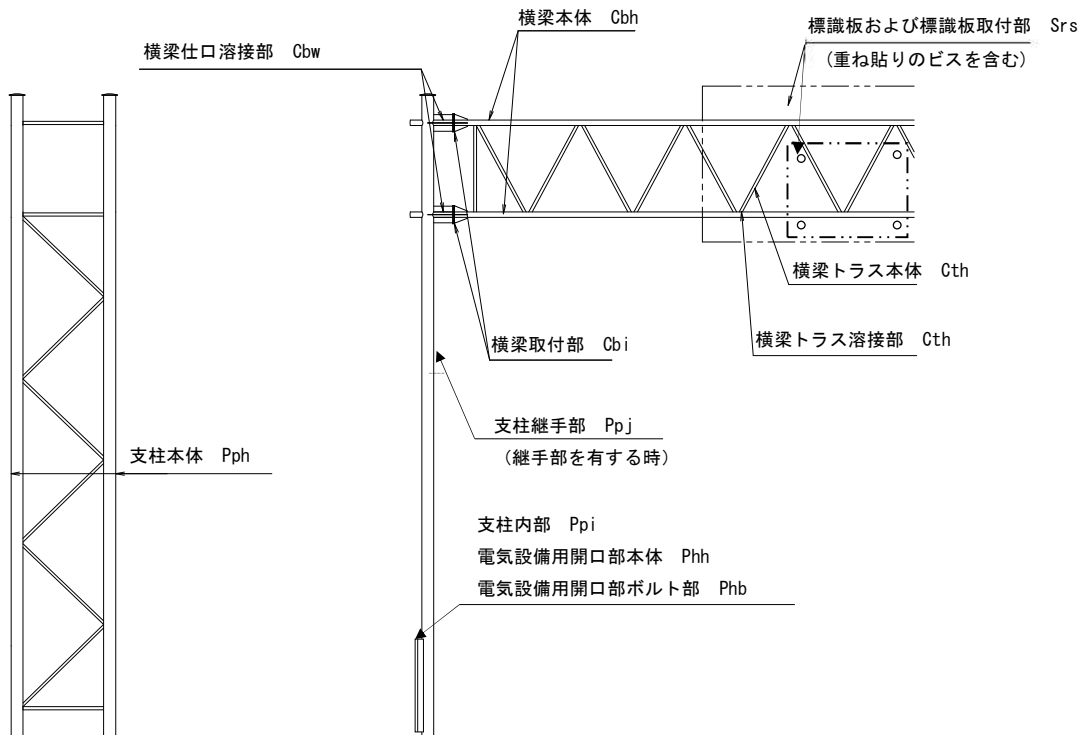 横梁本体 Cbh
標識板および標識板取付部 Srs
(重ね貼りのビスを含む)
横梁仕口溶接部 Cbw
横梁トラス本体 Cth
横梁トラス溶接部 Cth
横梁取付部 Cbi
支柱継手部 Ppj
(継手部を有する時)
支柱本体 Pph
支柱内部 Ppi
電気設備用開口部本体 Phh
電気設備用開口部ボルト部 Phb